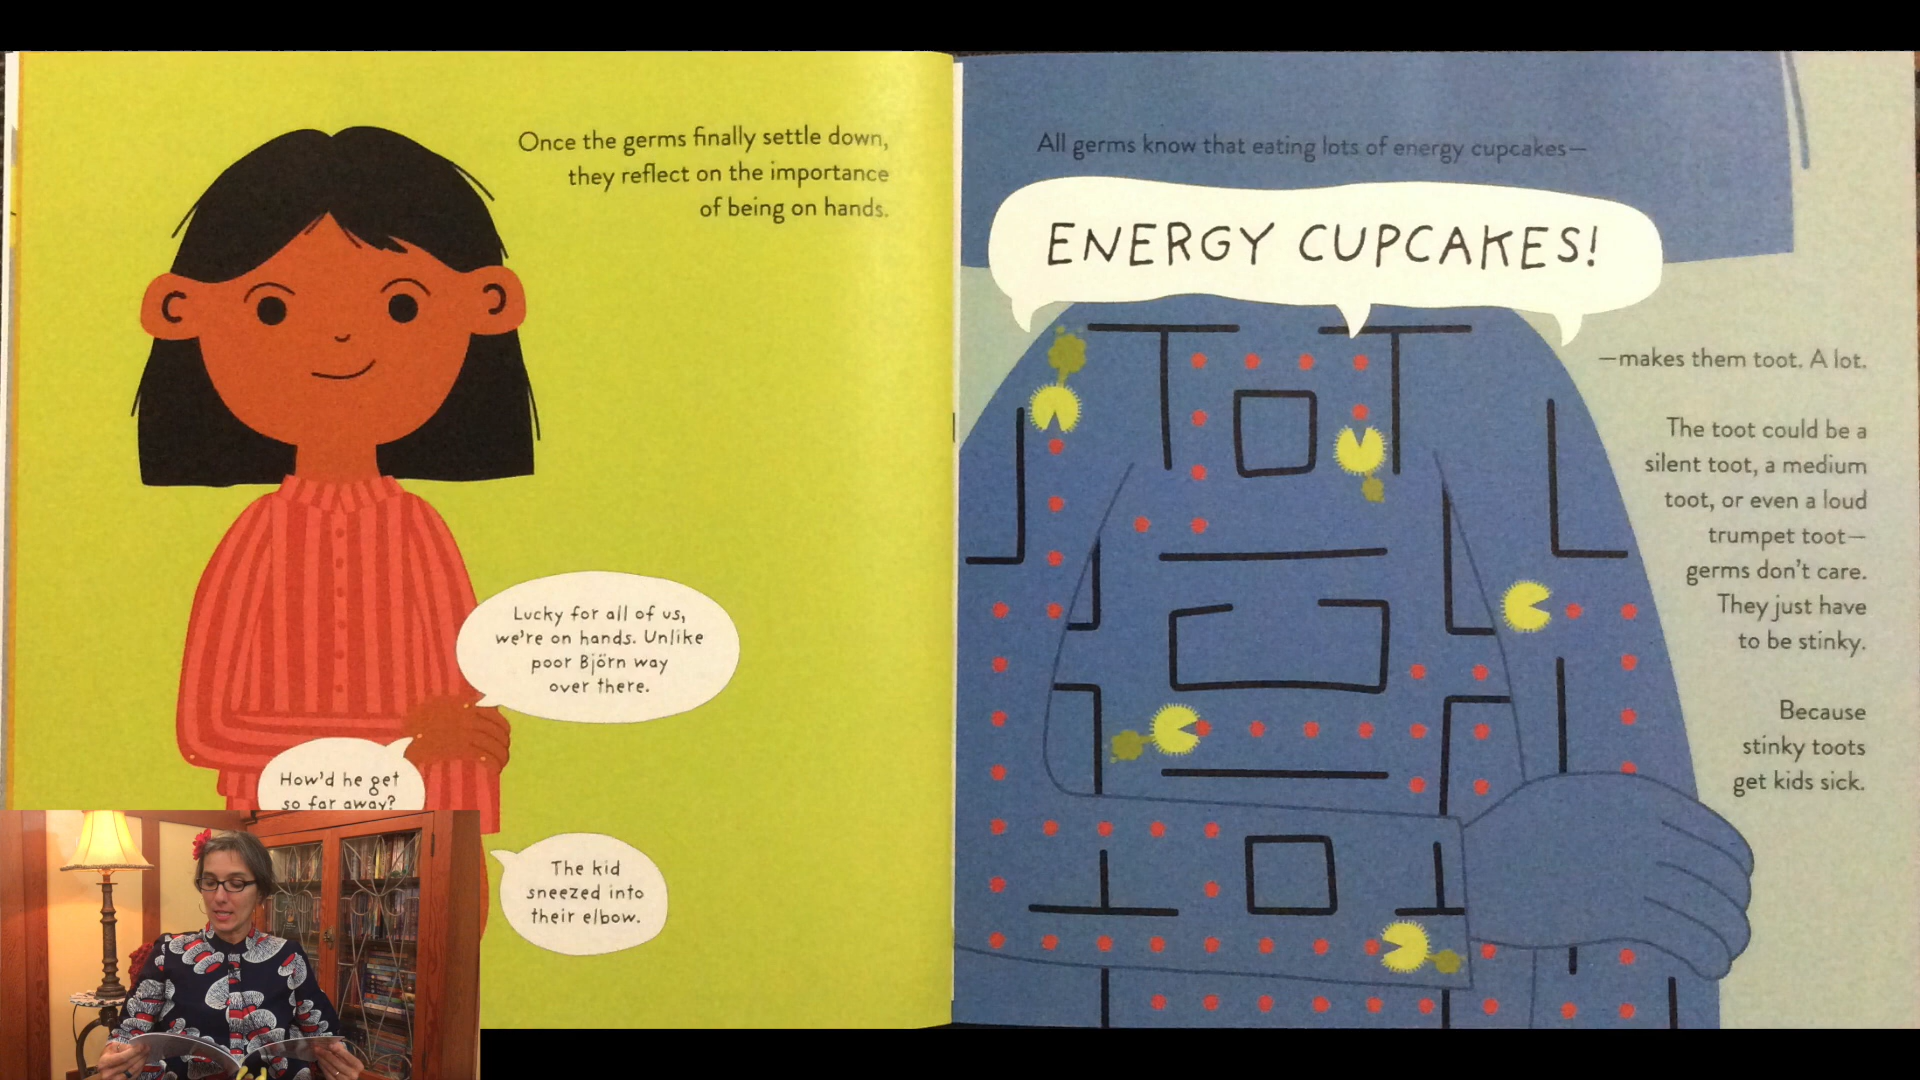 Once the germs finally settle down,
they reflect on the importance
of being on hands.
Lucky for all of us,
we're on hands. Unlike
poor Björn way
over there.
How'd he get
so far away?
The kid
sneezed into
their elbow.
All germs know that eating lots of energy cupcakes—
ENERGY CUPCAKES!
—makes them toot. A lot.
The toot could be a
silent toot, a medium
toot, or even a loud
trumpet toot—
germs don't care.
They just have
to be stinky.
Because
stinky toots
get kids sick.